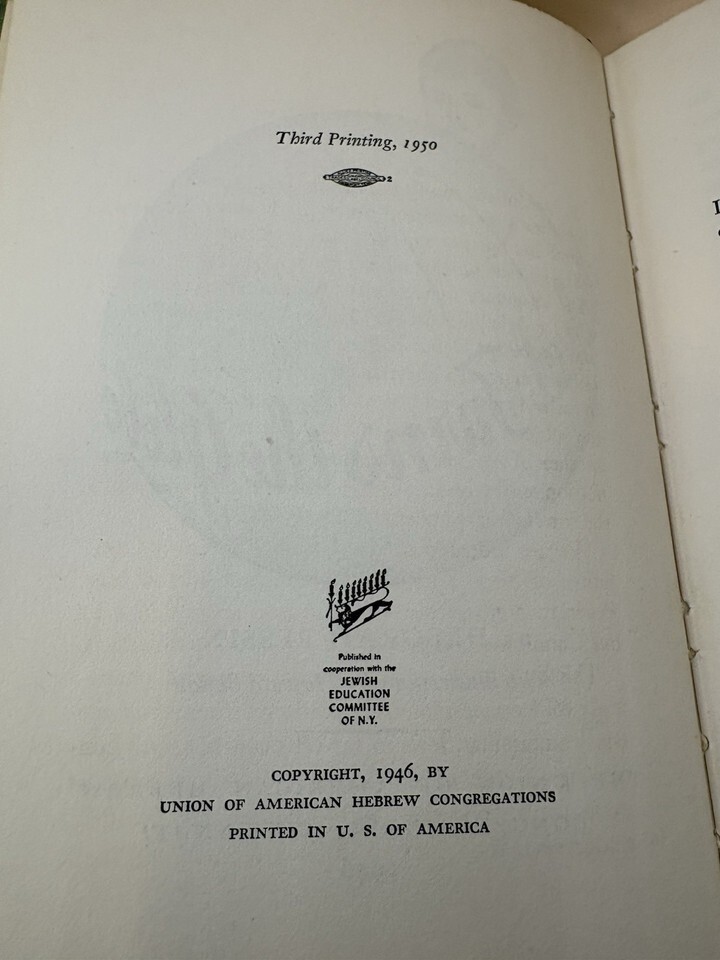 Third Printing, 1950
2
Published in
cooperation with the
JEWISH
EDUCATION
COMMITTEE
OF N.Y.
COPYRIGHT, 1946, BY
UNION OF AMERICAN HEBREW CONGREGATIONS
PRINTED IN U. S. OF AMERICA